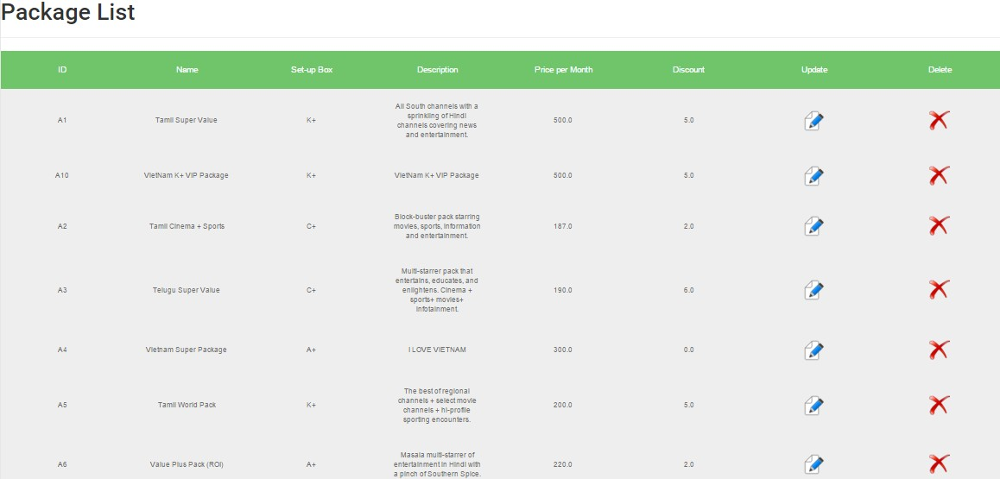 Package List
ID Name Set-up Box Description Price per Month Discount Update Delete
All South channels with a
sprinkling of Hindi
A1 Tamil Super Value K+ channels covering news 500.0 5.0
and entertainment.
A10 VietNam K+ VIP Package K+ VietNam K+ VIP Package 500.0 5.0
Block-buster pack starring
A2 Tamil Cinema + Sports C+ movies, sports, information 187.0 2.0
and entertainment.
Multi-starrer pack that
entertains, educates, and
A3 Telugu Super Value C+ enlightens. Cinema + 190.0 6.0
sports+ movies+
infotainment.
A4 Vietnam Super Package A+ I LOVE VIETNAM 300.0 0.0
The best of regional
channels + select movie
A5 Tamil World Pack K+ channels + hi-profile 200.0 5.0
sporting encounters.
Masala multi-starrer of
A6 Value Plus Pack (ROI) A+ entertainment in Hindi with 220.0 2.0
a pinch of Southern Spice.